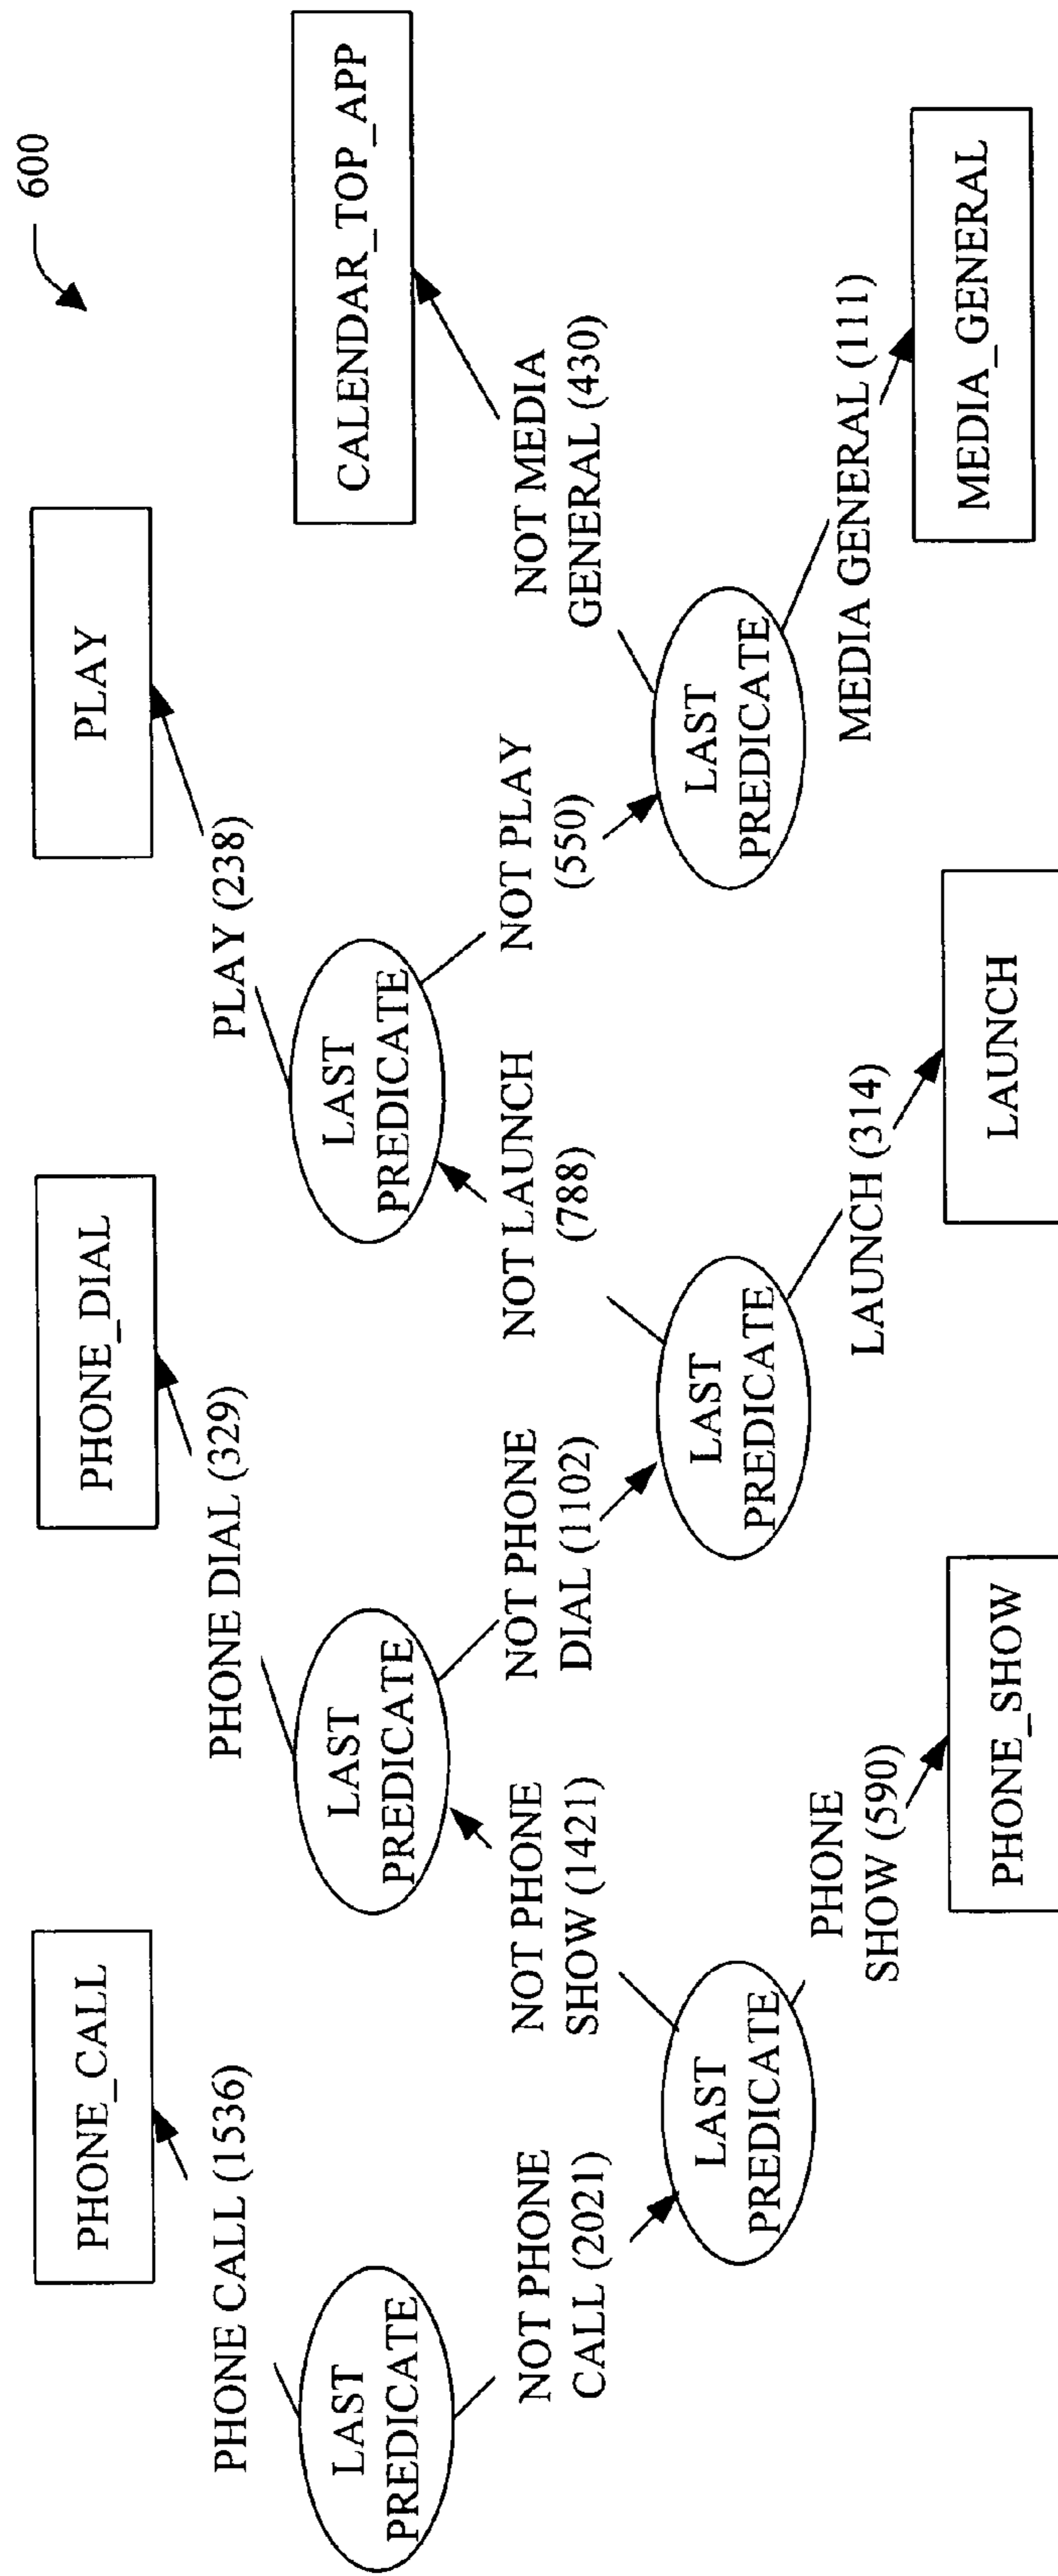 600
PHONE_CALL
PHONE_DIAL
PLAY
CALENDAR_TOP_APP
PHONE CALL (1536)
PHONE DIAL (329)
PLAY (238)
LAST
PREDICATE
LAST
PREDICATE
LAST
PREDICATE
NOT PHONE
CALL (2021)
NOT PHONE
SHOW (1421)
NOT PHONE
DIAL (1102)
NOT LAUNCH
(788)
NOT PLAY
(550)
NOT MEDIA
GENERAL (430)
LAST
PREDICATE
LAST
PREDICATE
LAST
PREDICATE
PHONE
SHOW (590)
LAUNCH (314)
MEDIA GENERAL (111)
PHONE_SHOW
LAUNCH
MEDIA_GENERAL